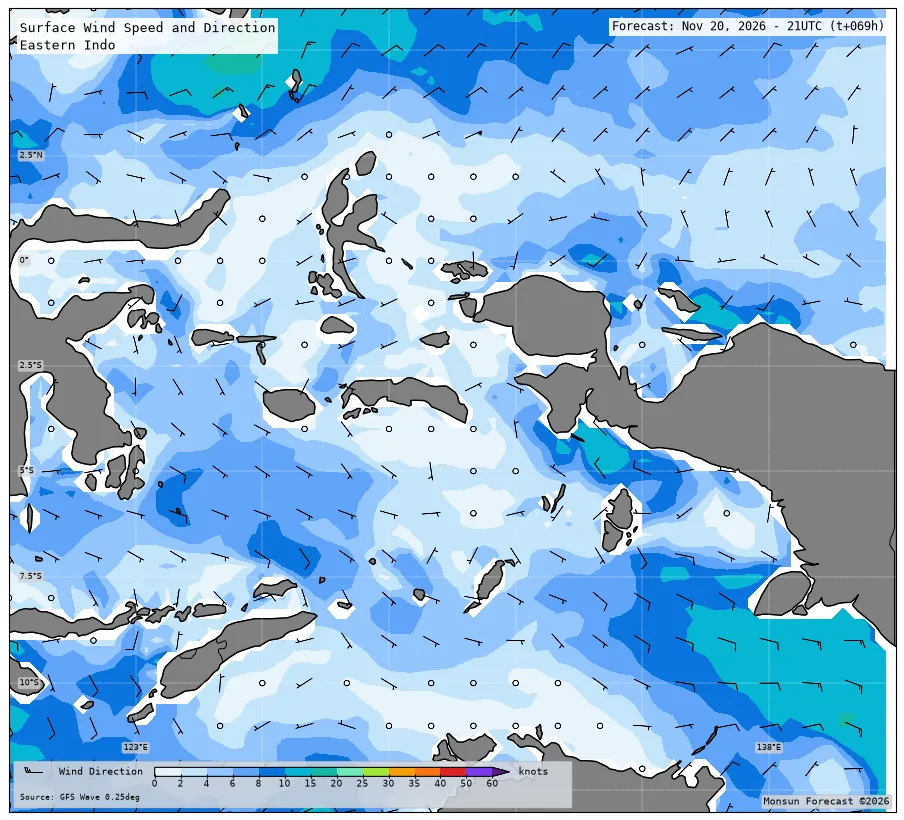 Surface Wind Speed and Direction
Eastern Indo
Forecast: Nov 20, 2026 - 21UTC (t+069h)
2.5°N
0°
2.5°S
5°S
7.5°S
10°S
123°E
138°E
Wind Direction
knots
0 2 4 6 8 10 15 20 25 30 35 40 50 60
Source: GFS Wave 0.25deg
Monsun Forecast ©2026